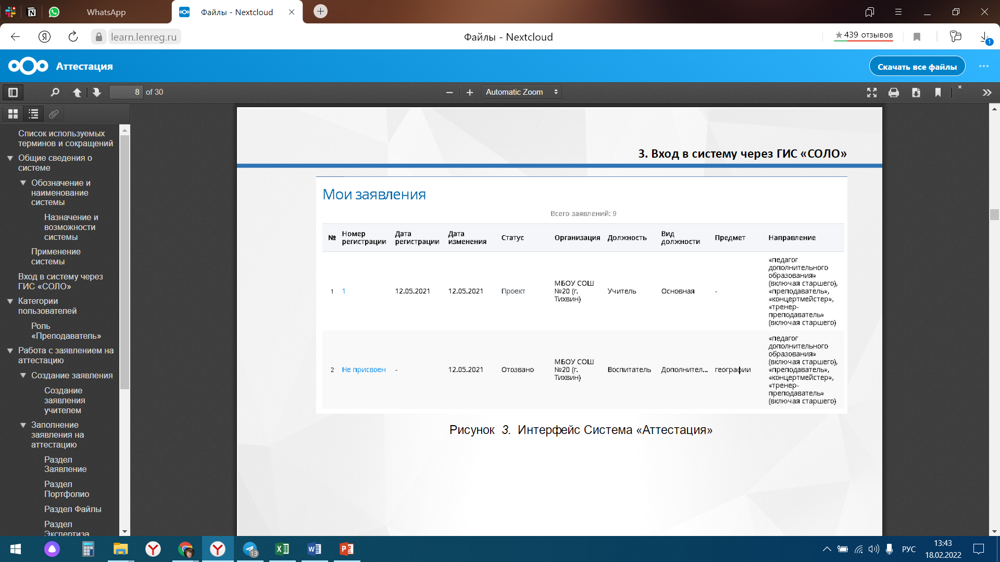 WhatsApp
Файлы - Nextcloud
learn.lenreg.ru
Файлы - Nextcloud
★439 отзывов
1
Аттестация
Скачать все файлы
8 of 30
Automatic Zoom
Список используемых
терминов и сокращений
Общие сведения о
системе
Обозначение и
наименование
системы
Назначение и
возможности
системы
Применение
системы
Вход в систему через
ГИС «СОЛО»
Категории
пользователей
Роль
«Преподаватель»
Работа с заявлением на
аттестацию
Создание заявления
Создание
заявления
учителем
Заполнение
заявления на
аттестацию
Раздел
Заявление
Раздел
Портфолио
Раздел Файлы
Раздел
Экспертиза
3. Вход в систему через ГИС «СОЛО»
Мои заявления
Всего заявлений: 9
№ Номер регистрации Дата регистрации Дата изменения Статус Организация Должность Вид должности Предмет Направление
1 1 12.05.2021 12.05.2021 Проект МБОУ СОШ №20 (г. Тихвин) Учитель Основная -
«педагог
дополнительного
образования»
(включая старшего),
«преподаватель»,
«концертмейстер»,
«тренер-
преподаватель»
(включая старшего)
2 Не присвоен - 12.05.2021 Отозвано МБОУ СОШ №20 (г. Тихвин) Воспитатель Дополнител... географии
«педагог
дополнительного
образования»
(включая старшего),
«преподаватель»,
«концертмейстер»,
«тренер-
преподаватель»
(включая старшего)
Рисунок 3. Интерфейс Система «Аттестация»
13
РУС
13:43
18.02.2022